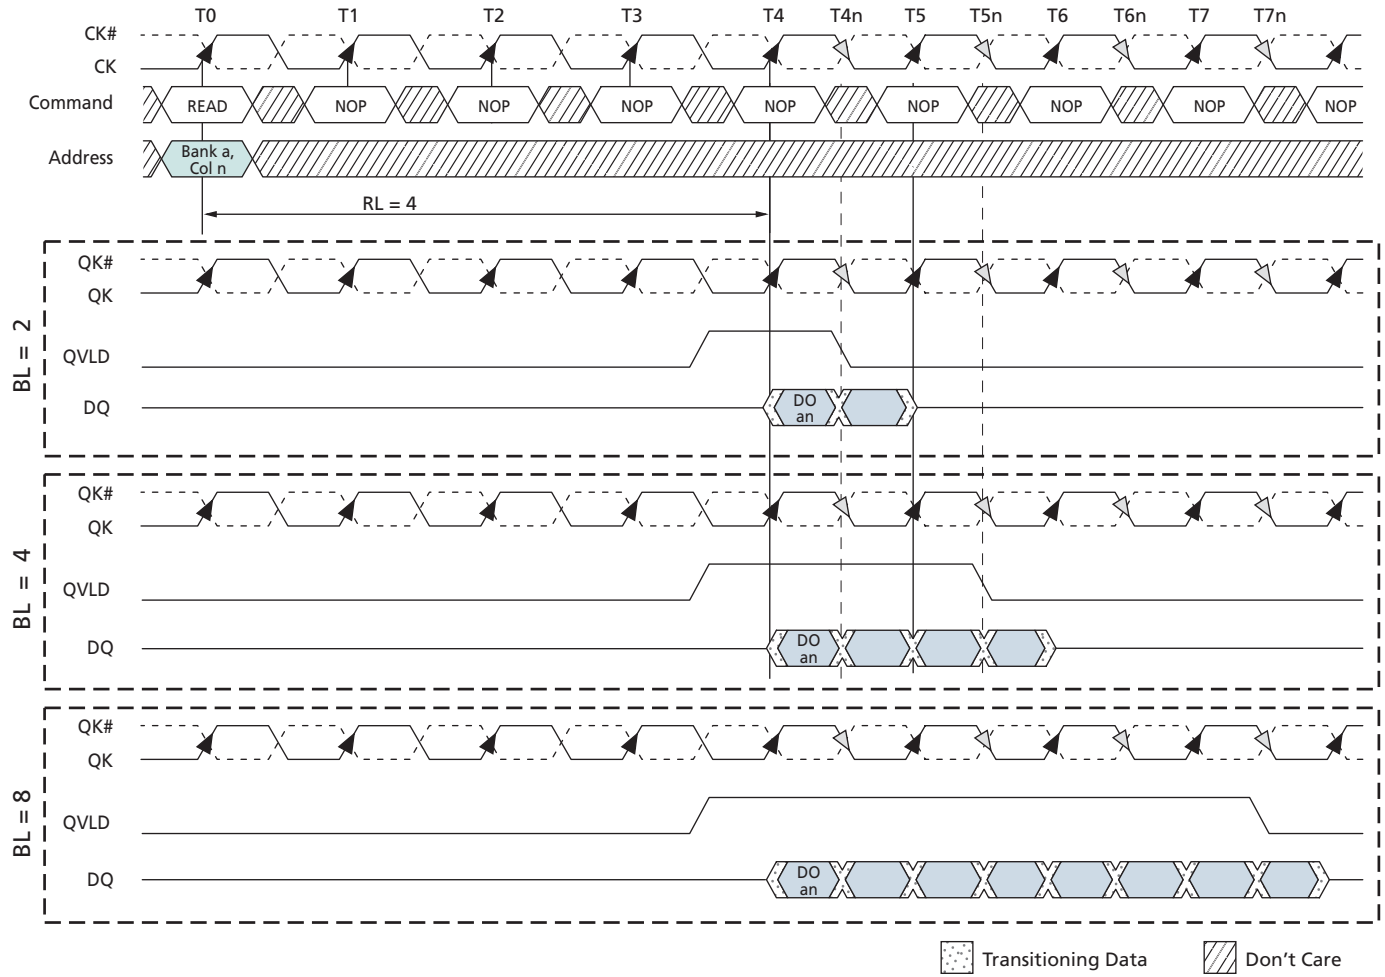 T0 T1 T2 T3 T4 T4n T5 T5n T6 T6n T7 T7n
CK#
CK
Command READ NOP NOP NOP NOP NOP NOP NOP NOP
Address Bank a,
Col n
RL = 4
BL = 2
QK#
QK
QVLD
DQ DO
an
BL = 4
QK#
QK
QVLD
DQ DO
an
BL = 8
QK#
QK
QVLD
DQ DO
an
Transitioning Data Don't Care